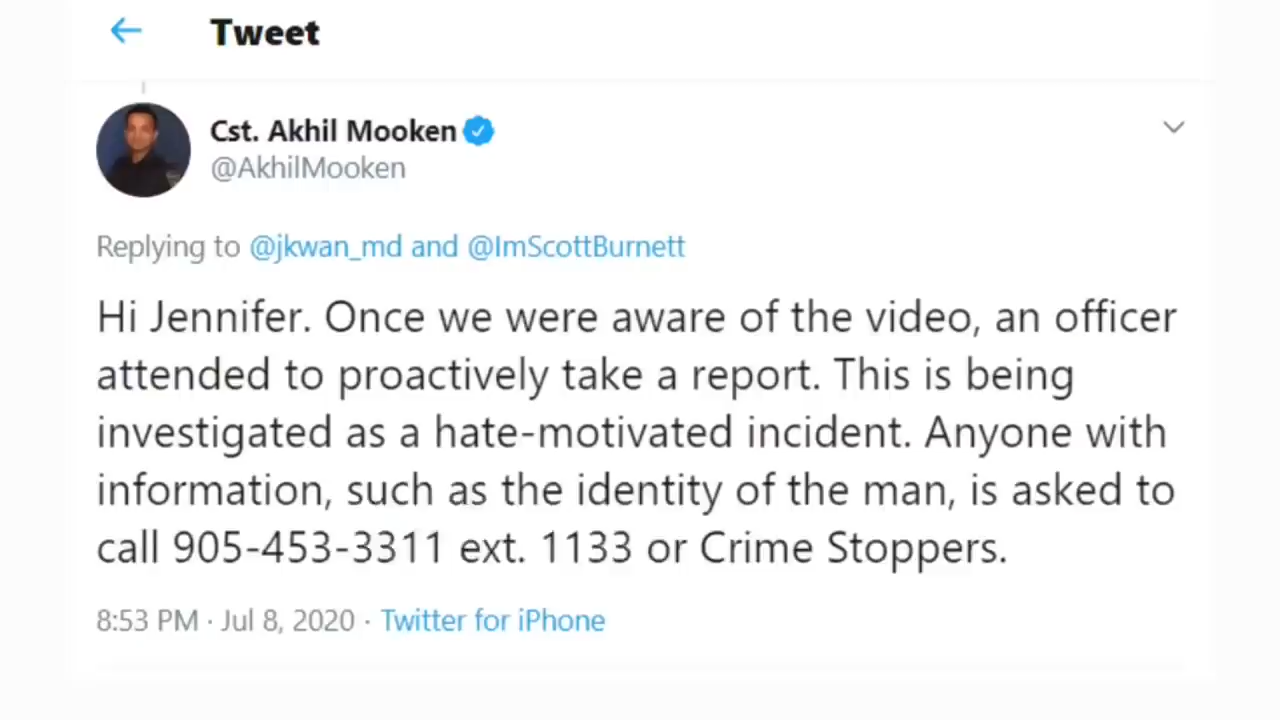 Tweet
Cst. Akhil Mooken
@AkhilMooken
Replying to @jkwan_md and @ImScottBurnett
Hi Jennifer. Once we were aware of the video, an officer
attended to proactively take a report. This is being
investigated as a hate-motivated incident. Anyone with
information, such as the identity of the man, is asked to
call 905-453-3311 ext. 1133 or Crime Stoppers.
8:53 PM · Jul 8, 2020 · Twitter for iPhone